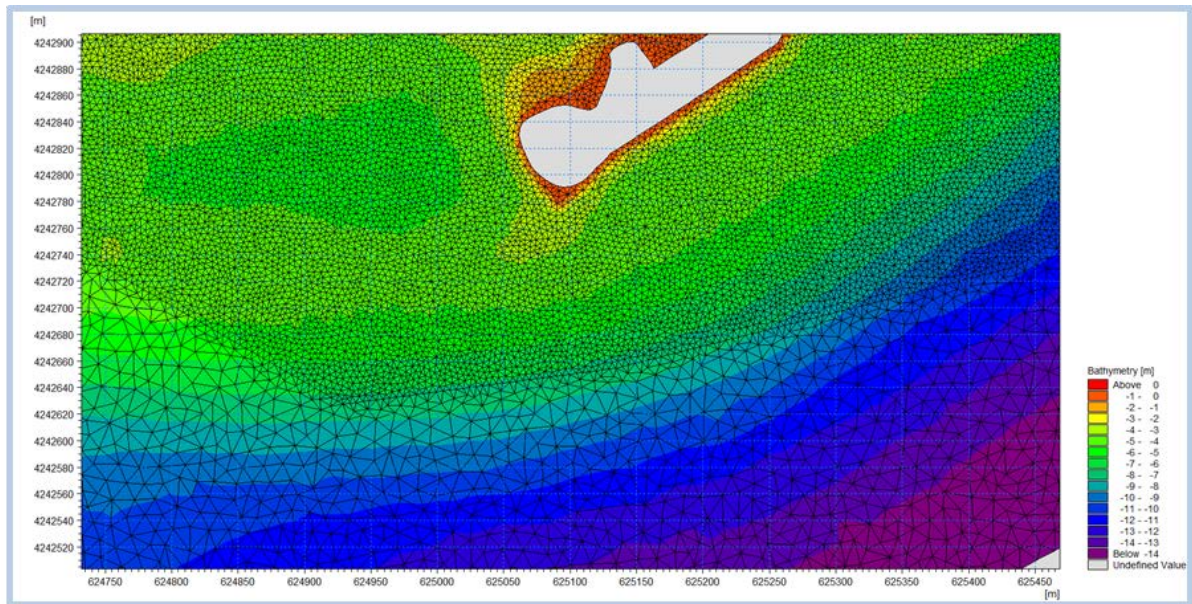 [m]
4242900
4242880
4242860
4242840
4242820
4242800
4242780
4242760
4242740
4242720
4242700
4242680
4242660
4242640
4242620
4242600
4242580
4242560
4242540
4242520
624750 624800 624850 624900 624950 625000 625050 625100 625150 625200 625250 625300 625350 625400 625450
[m]
Bathymetry [m]
Above 0
-1 - 0
-2 - -1
-3 - -2
-4 - -3
-5 - -4
-6 - -5
-7 - -6
-8 - -7
-9 - -8
-10 - -9
-11 - -10
-12 - -11
-13 - -12
-14 - -13
Below -14
Undefined Value